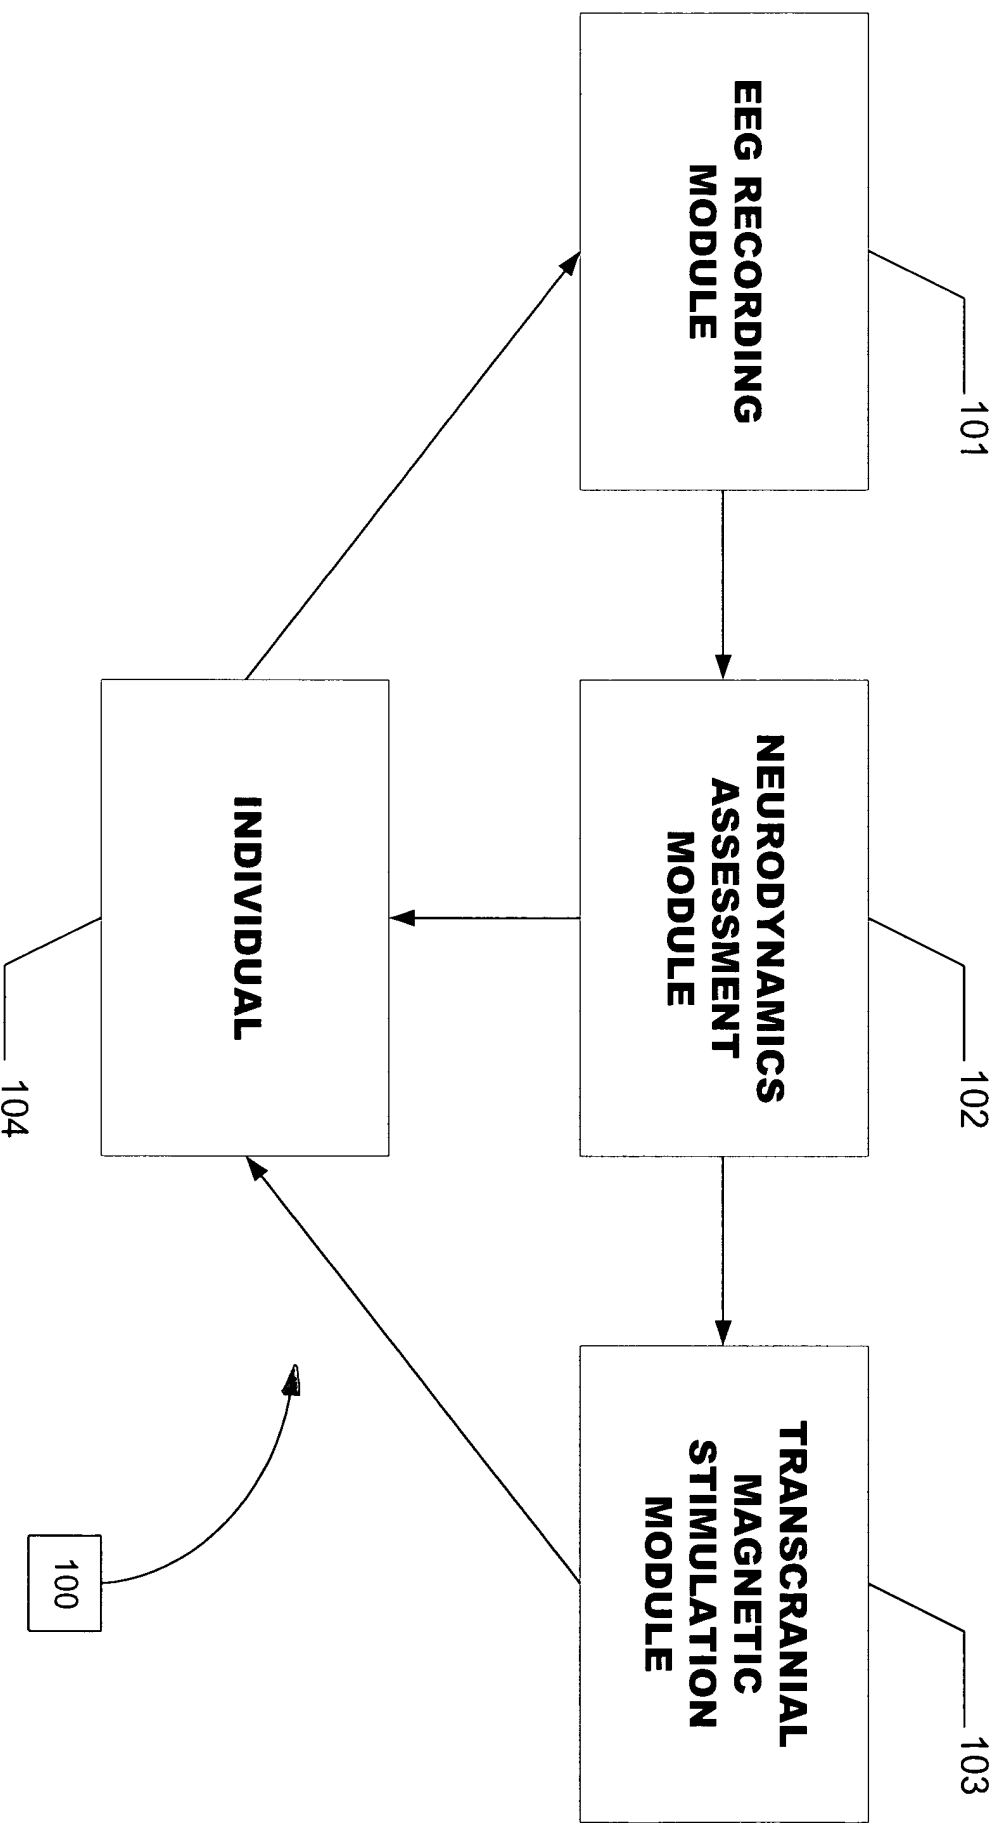 101
102
103
EEG RECORDING
MODULE
NEURODYNAMICS
ASSESSMENT
MODULE
TRANSCRANIAL
MAGNETIC
STIMULATION
MODULE
INDIVIDUAL
104
100